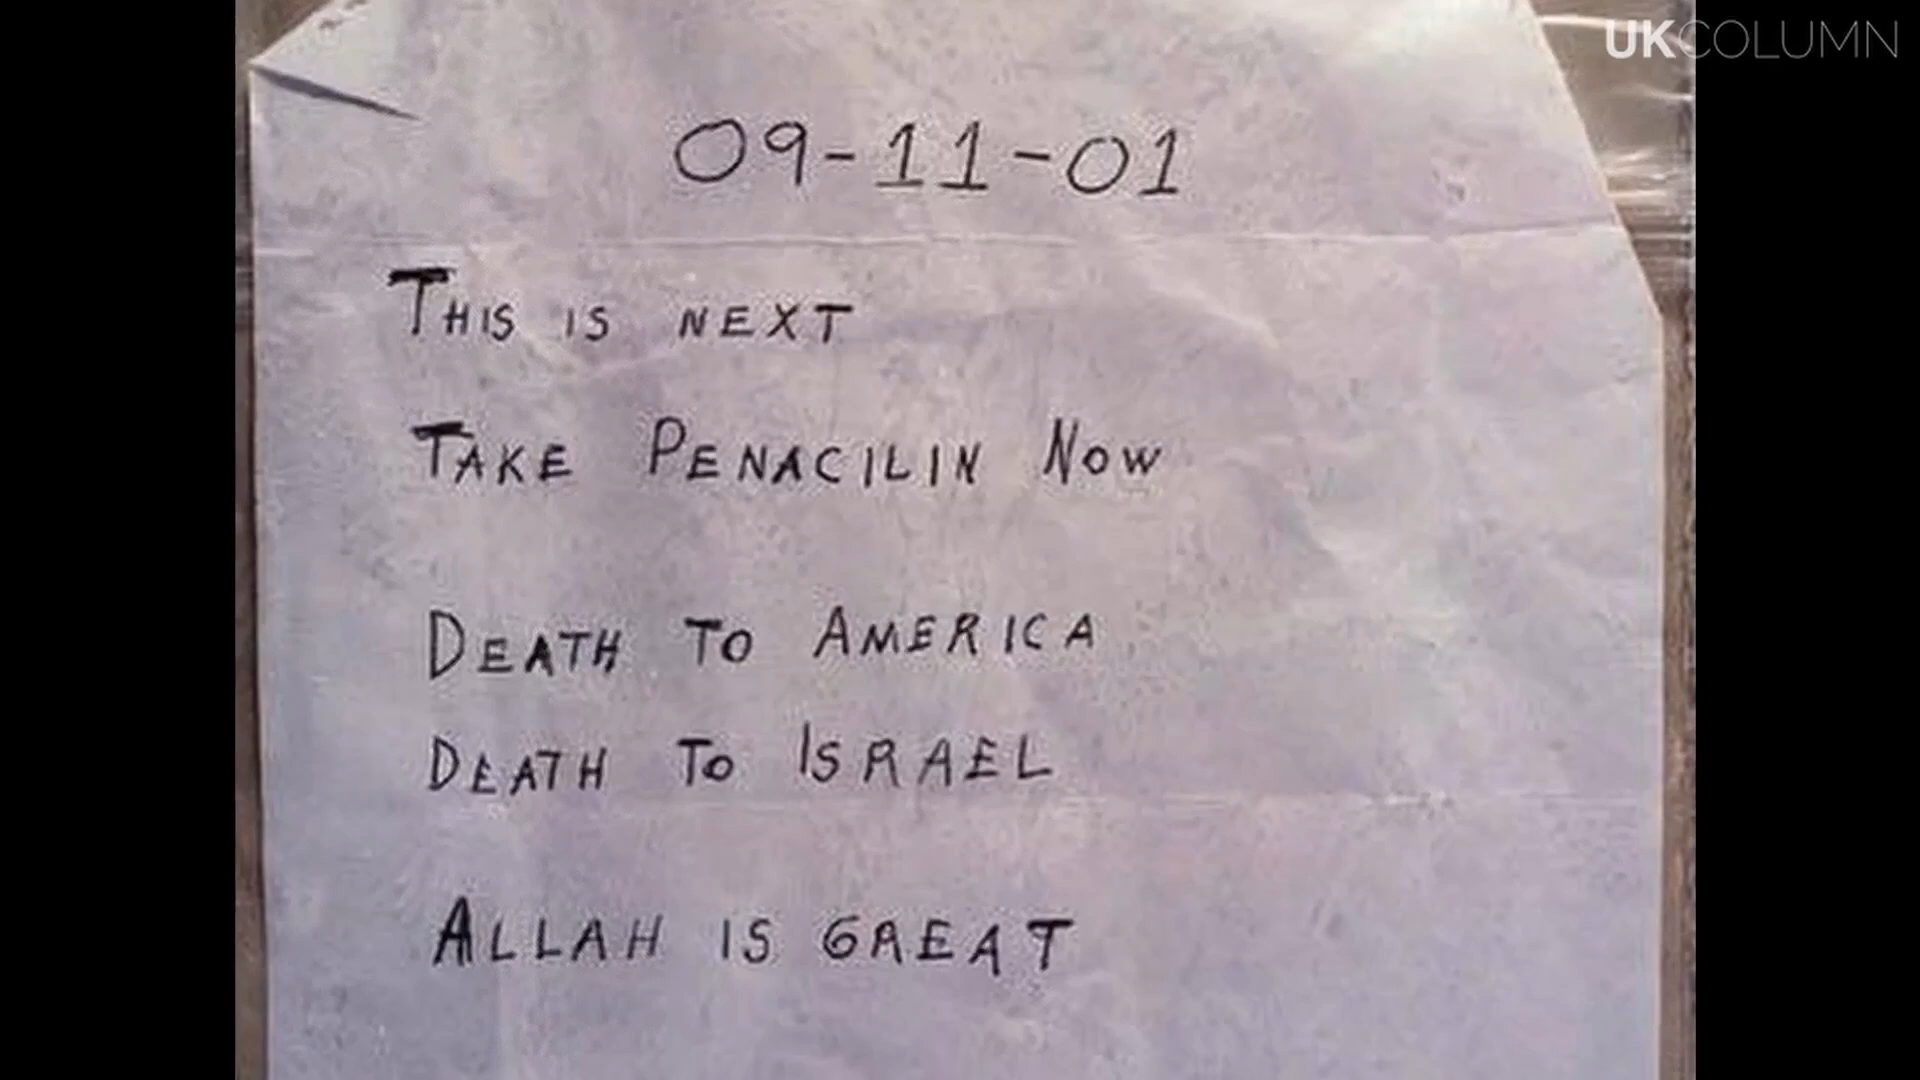 UKCOLUMN
09-11-01
THIS IS NEXT
TAKE PENACILIN NOW
DEATH TO AMERICA
DEATH TO ISRAEL
ALLAH IS GREAT